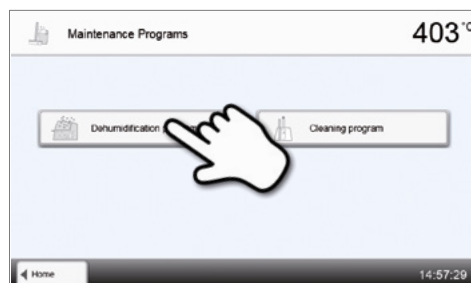 Maintenance Programs
403°C
Dehumidification
Cleaning program
Home
14:57:29